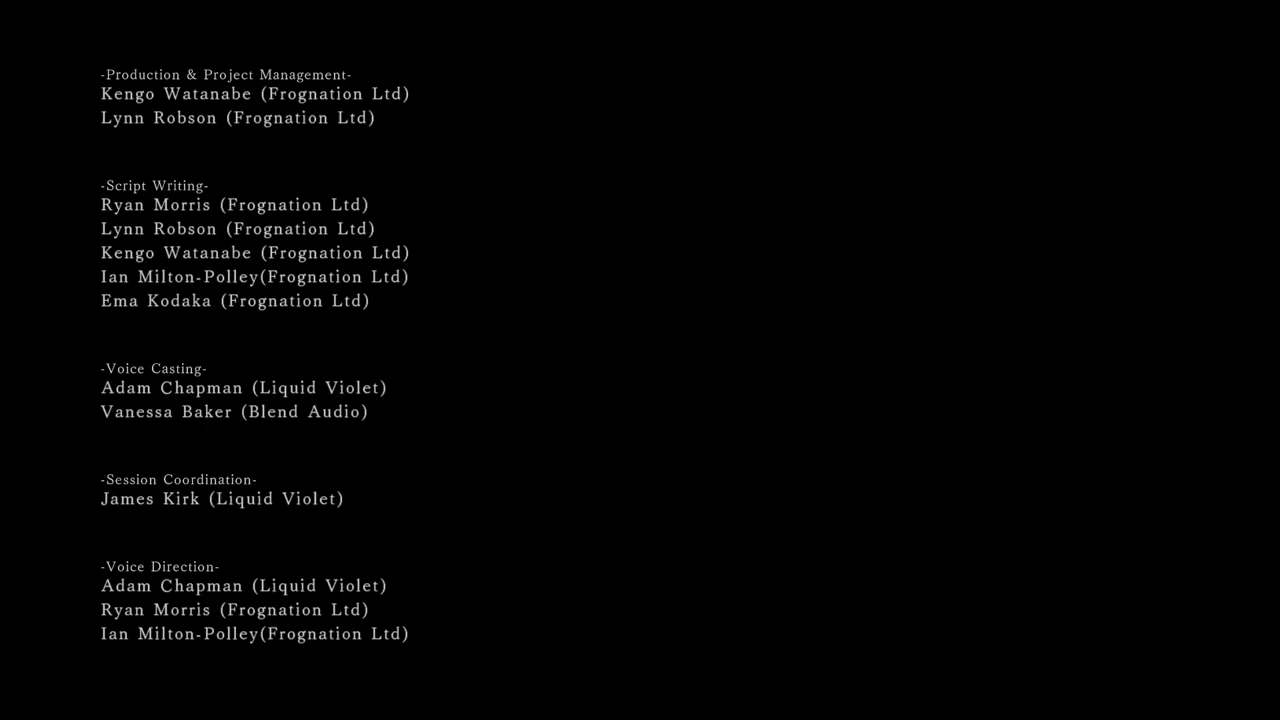 -Production & Project Management-
Kengo Watanabe (Frognation Ltd)
Lynn Robson (Frognation Ltd)
-Script Writing-
Ryan Morris (Frognation Ltd)
Lynn Robson (Frognation Ltd)
Kengo Watanabe (Frognation Ltd)
Ian Milton-Polley(Frognation Ltd)
Ema Kodaka (Frognation Ltd)
-Voice Casting-
Adam Chapman (Liquid Violet)
Vanessa Baker (Blend Audio)
-Session Coordination-
James Kirk (Liquid Violet)
-Voice Direction-
Adam Chapman (Liquid Violet)
Ryan Morris (Frognation Ltd)
Ian Milton-Polley(Frognation Ltd)